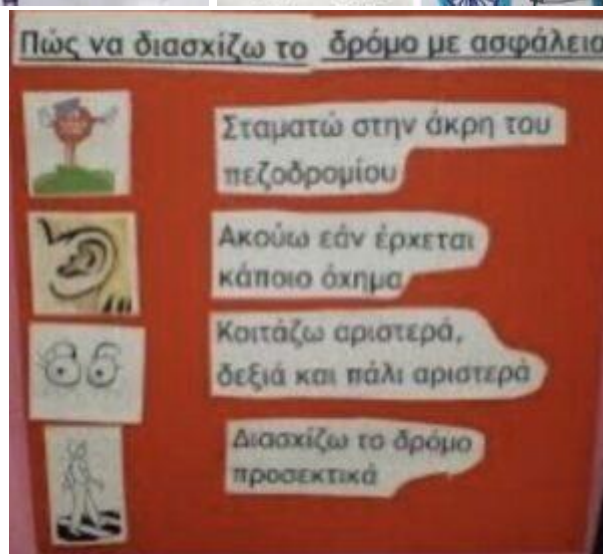 Πώς να διασχίζω το δρόμο με ασφάλεια
Σταματώ στην άκρη του
πεζοδρομίου
Ακούω εάν έρχεται
κάποιο όχημα
Κοιτάζω αριστερά,
δεξιά και πάλι αριστερά
Διασχίζω το δρόμο
προσεκτικά